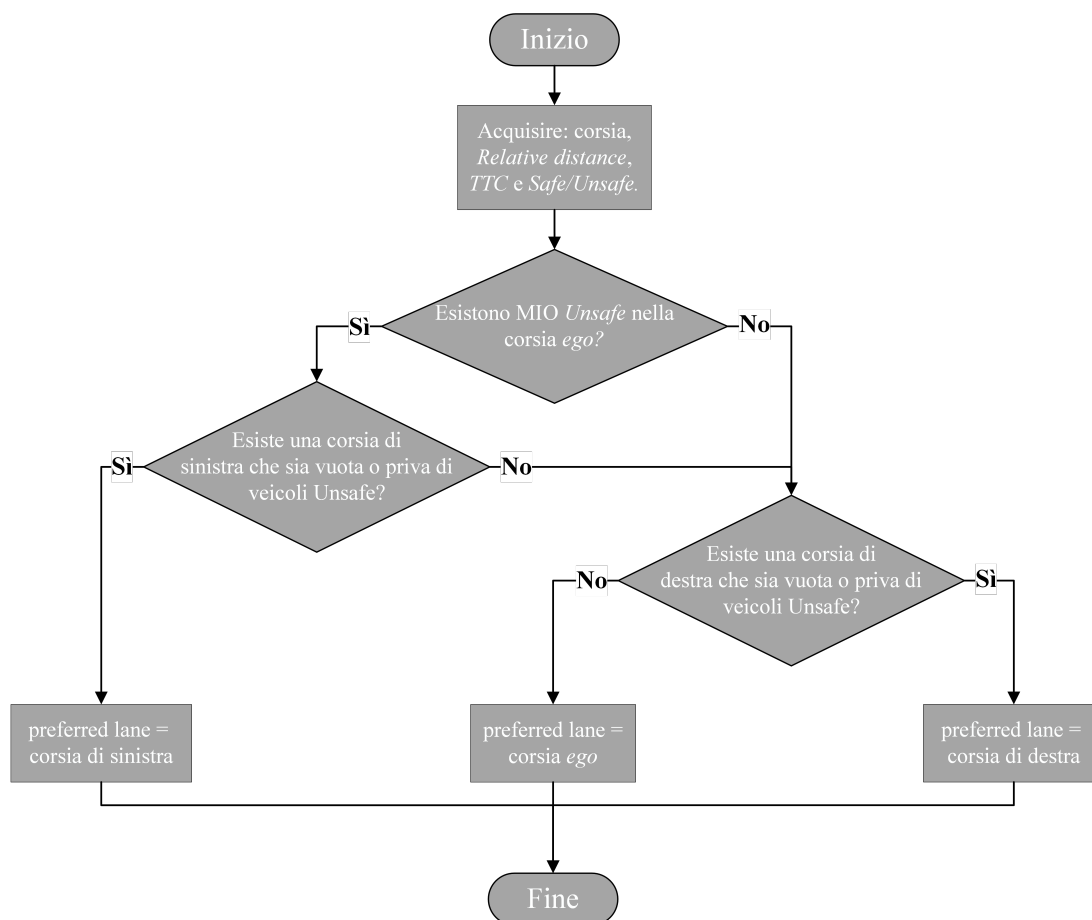 Inizio
Acquisire: corsia,
Relative distance,
TTC e Safe/Unsafe.
Esistono MIO Unsafe nella
corsia ego?
Sì
No
Esiste una corsia di
sinistra che sia vuota o priva di
veicoli Unsafe?
Sì
No
Esiste una corsia di
destra che sia vuota o priva di
veicoli Unsafe?
No
Sì
preferred lane =
corsia di sinistra
preferred lane =
corsia ego
preferred lane =
corsia di destra
Fine